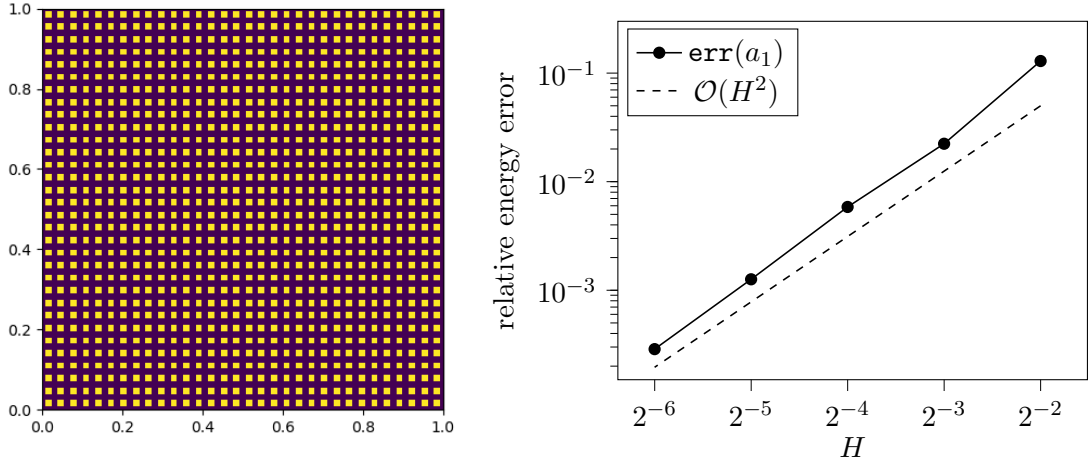 1.0
0.8
0.6
0.4
0.2
0.0
0.0 0.2 0.4 0.6 0.8 1.0
relative energy error
10⁻¹
10⁻²
10⁻³
err(a₁)
𝒪(H²)
2⁻⁶ 2⁻⁵ 2⁻⁴ 2⁻³ 2⁻²
H